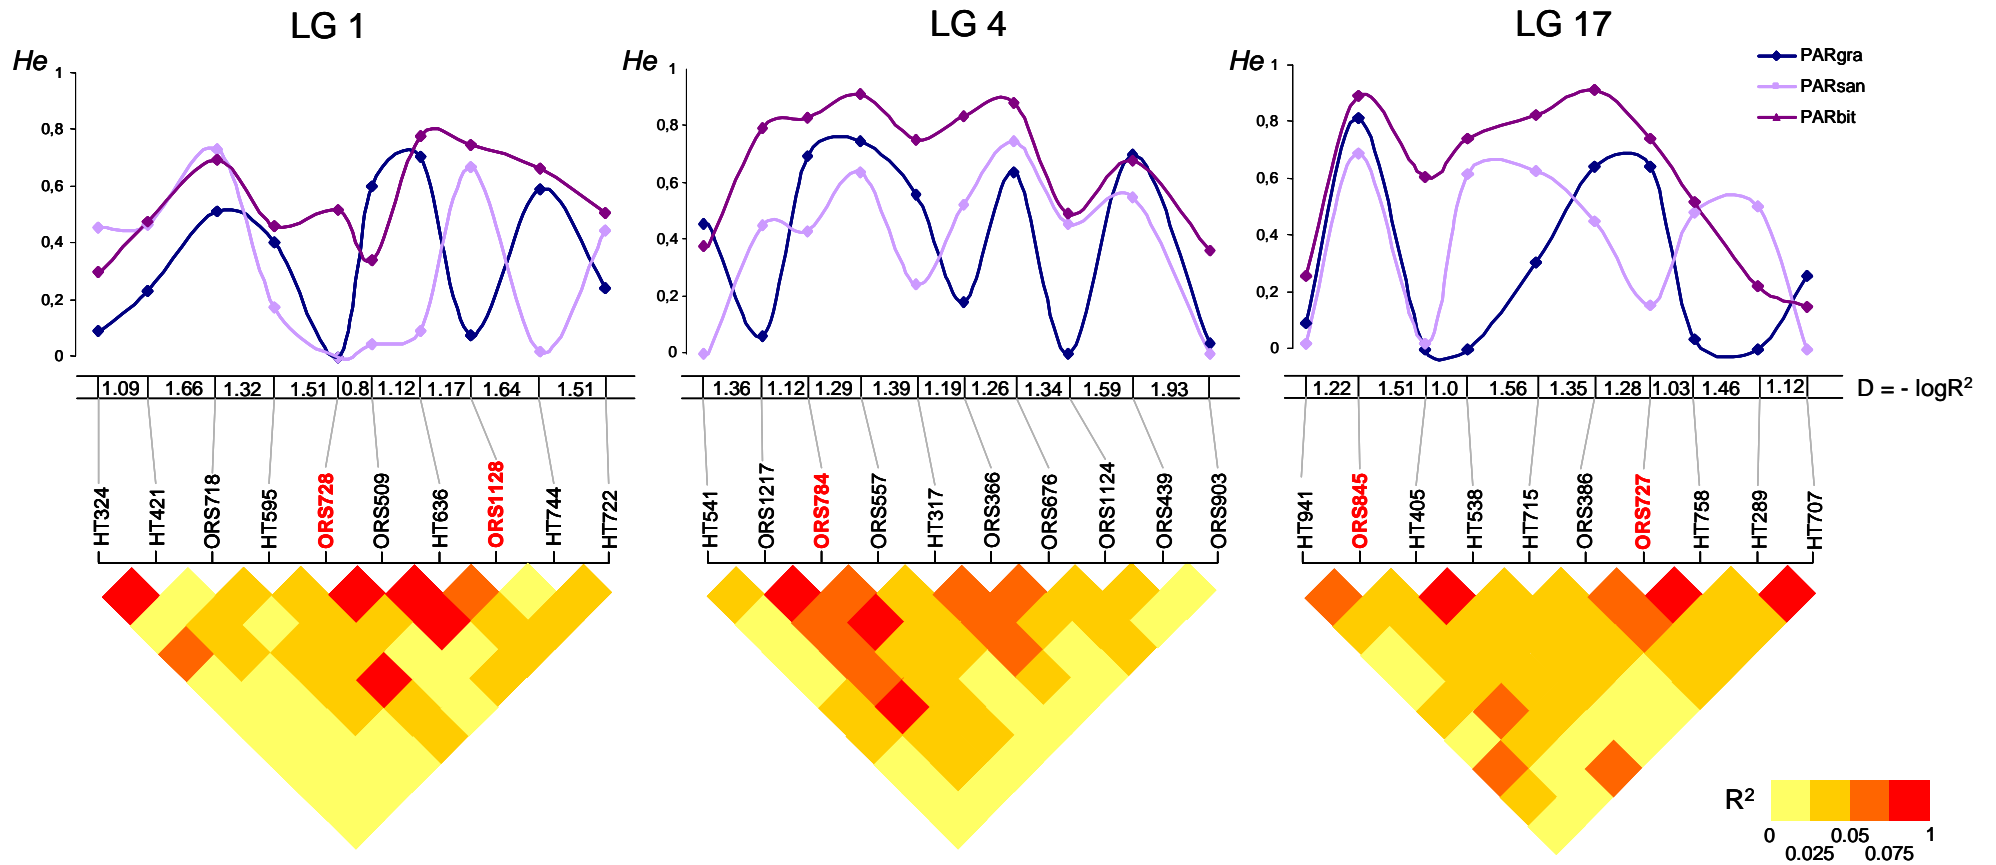 LG 1
LG 4
LG 17
He
1
0,8
0,6
0,4
0,2
0
He
1
0,8
0,6
0,4
0,2
0
He
1
0,8
0,6
0,4
0,2
0
PARgra
PARsan
PARbit
1.09 1.66 1.32 1.51 0.8 1.12 1.17 1.64 1.51
1.36 1.12 1.29 1.39 1.19 1.26 1.34 1.59 1.93
1.22 1.51 1.0 1.56 1.35 1.28 1.03 1.46 1.12
D = - logR²
HT324
HT421
ORS718
HT595
ORS728
ORS509
HT636
ORS1128
HT744
HT722
HT541
ORS1217
ORS784
ORS557
HT317
ORS366
ORS676
ORS1124
ORS439
ORS903
HT941
ORS845
HT405
HT538
HT715
ORS386
ORS727
HT758
HT289
HT707
R²
0 0.05 1
0.025 0.075